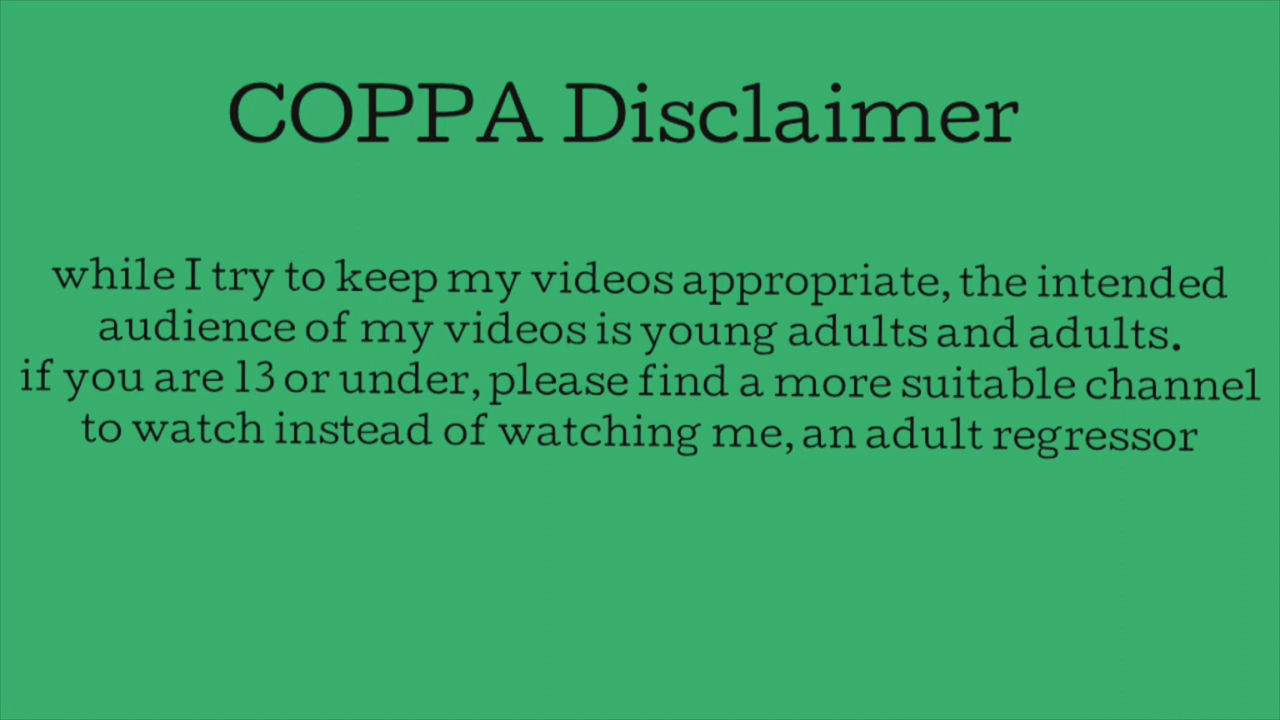 COPPA Disclaimer
while I try to keep my videos appropriate, the intended
audience of my videos is young adults and adults.
if you are 13 or under, please find a more suitable channel
to watch instead of watching me, an adult regressor